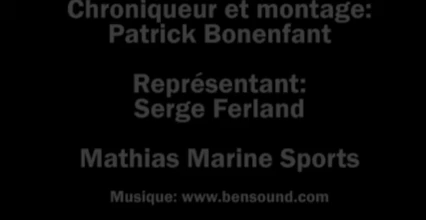 Chroniqueur et montage:
Patrick Bonenfant
Représentant:
Serge Ferland
Mathias Marine Sports
Musique: www.bensound.com